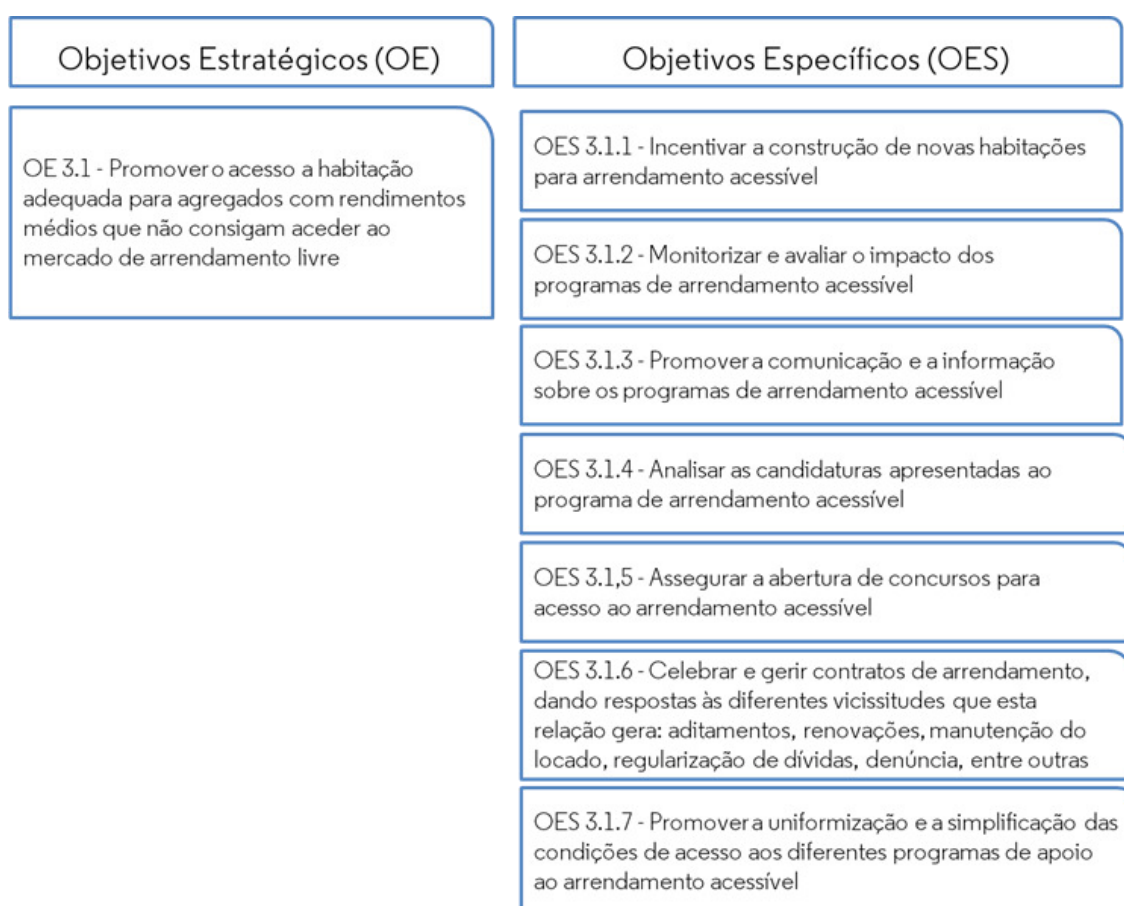 Objetivos Estratégicos (OE)
Objetivos Específicos (OES)
OE 3.1 - Promover o acesso a habitação
adequada para agregados com rendimentos
médios que não consigam aceder ao
mercado de arrendamento livre
OES 3.1.1 - Incentivar a construção de novas habitações
para arrendamento acessível
OES 3.1.2 - Monitorizar e avaliar o impacto dos
programas de arrendamento acessível
OES 3.1.3 - Promover a comunicação e a informação
sobre os programas de arrendamento acessível
OES 3.1.4 - Analisar as candidaturas apresentadas ao
programa de arrendamento acessível
OES 3.1,5 - Assegurar a abertura de concursos para
acesso ao arrendamento acessível
OES 3.1.6 - Celebrar e gerir contratos de arrendamento,
dando respostas às diferentes vicissitudes que esta
relação gera: aditamentos, renovações, manutenção do
locado, regularização de dívidas, denúncia, entre outras
OES 3.1.7 - Promover a uniformização e a simplificação das
condições de acesso aos diferentes programas de apoio
ao arrendamento acessível